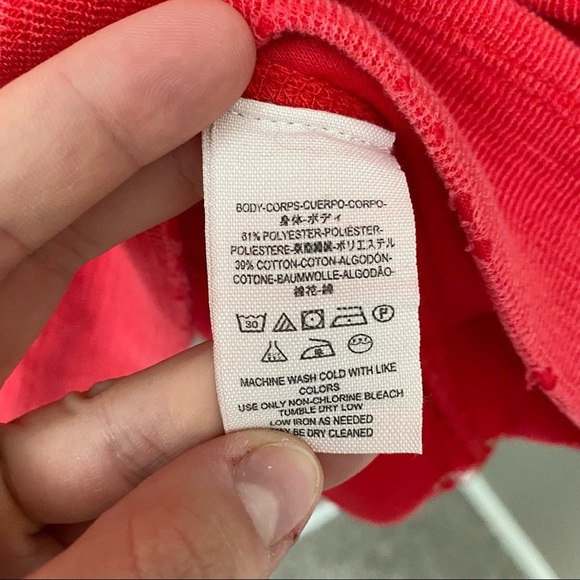 BODY-CORPS-CUERPO-CORPO-
身体-ボディ
61% POLYESTER-POLIESTER-
POLIESTERE-聚酯纖維-ポリエステル
39% COTTON-COTON-ALGODÓN-
COTONE-BAUMWOLLE-ALGODÃO-
棉花-綿
30 P
MACHINE WASH COLD WITH LIKE
COLORS
USE ONLY NON-CHLORINE BLEACH
TUMBLE DRY LOW
LOW IRON AS NEEDED
BE DRY CLEANED